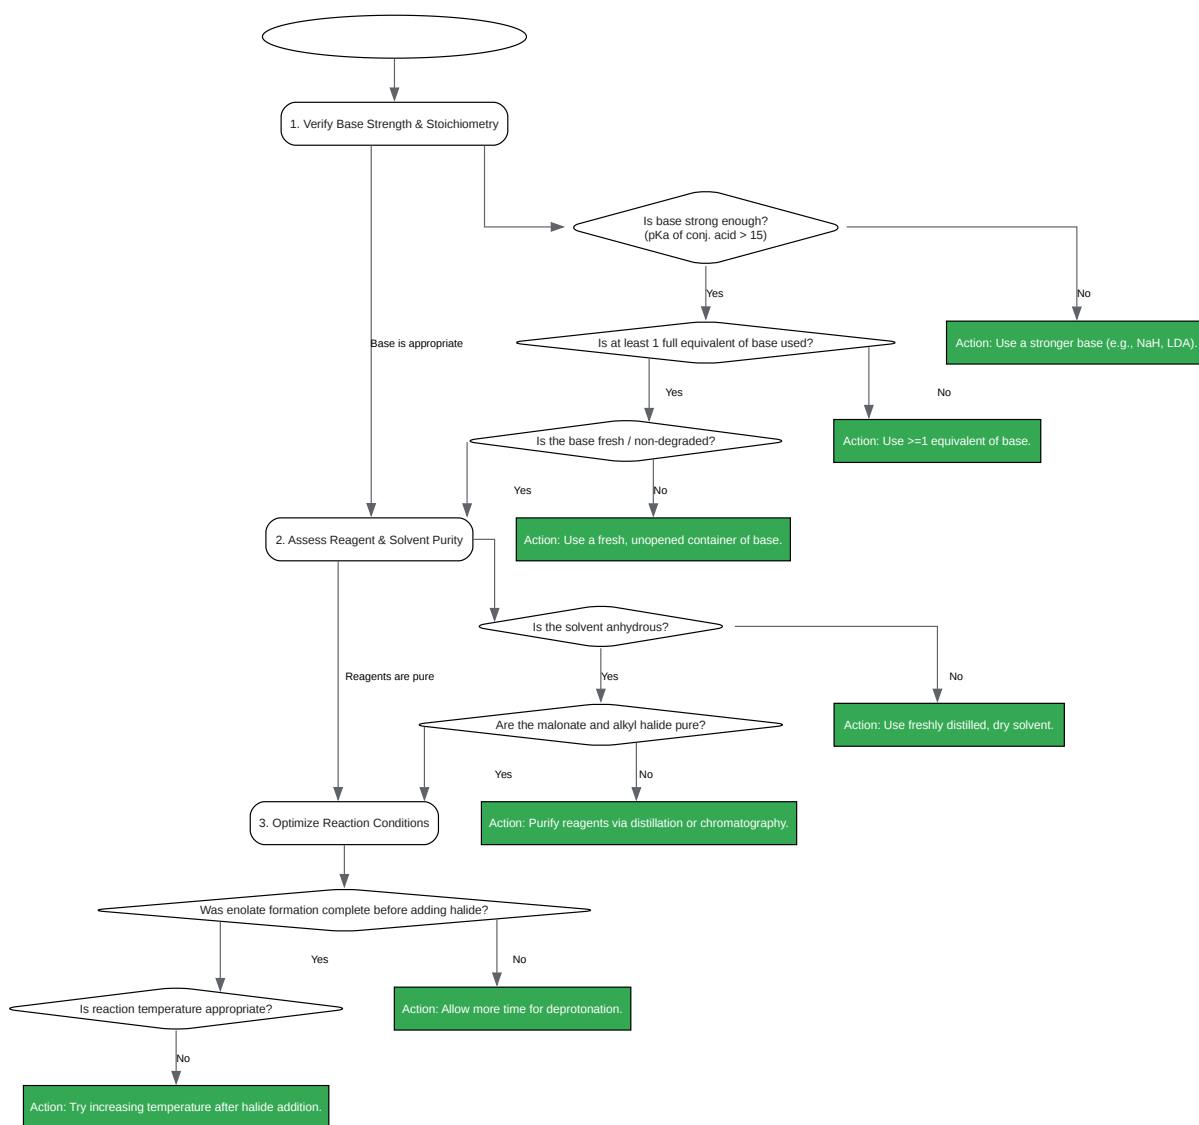 1. Verify Base Strength & Stoichiometry
Is base strong enough?
(pKa of conj. acid > 15)
Yes
No
Base is appropriate
Is at least 1 full equivalent of base used?
Action: Use a stronger base (e.g., NaH, LDA).
Yes
No
Is the base fresh / non-degraded?
Action: Use >=1 equivalent of base.
Yes
No
2. Assess Reagent & Solvent Purity
Action: Use a fresh, unopened container of base.
Is the solvent anhydrous?
Reagents are pure
Yes
No
Are the malonate and alkyl halide pure?
Action: Use freshly distilled, dry solvent.
Yes
No
3. Optimize Reaction Conditions
Action: Purify reagents via distillation or chromatography.
Was enolate formation complete before adding halide?
Yes
No
Is reaction temperature appropriate?
Action: Allow more time for deprotonation.
No
Action: Try increasing temperature after halide addition.